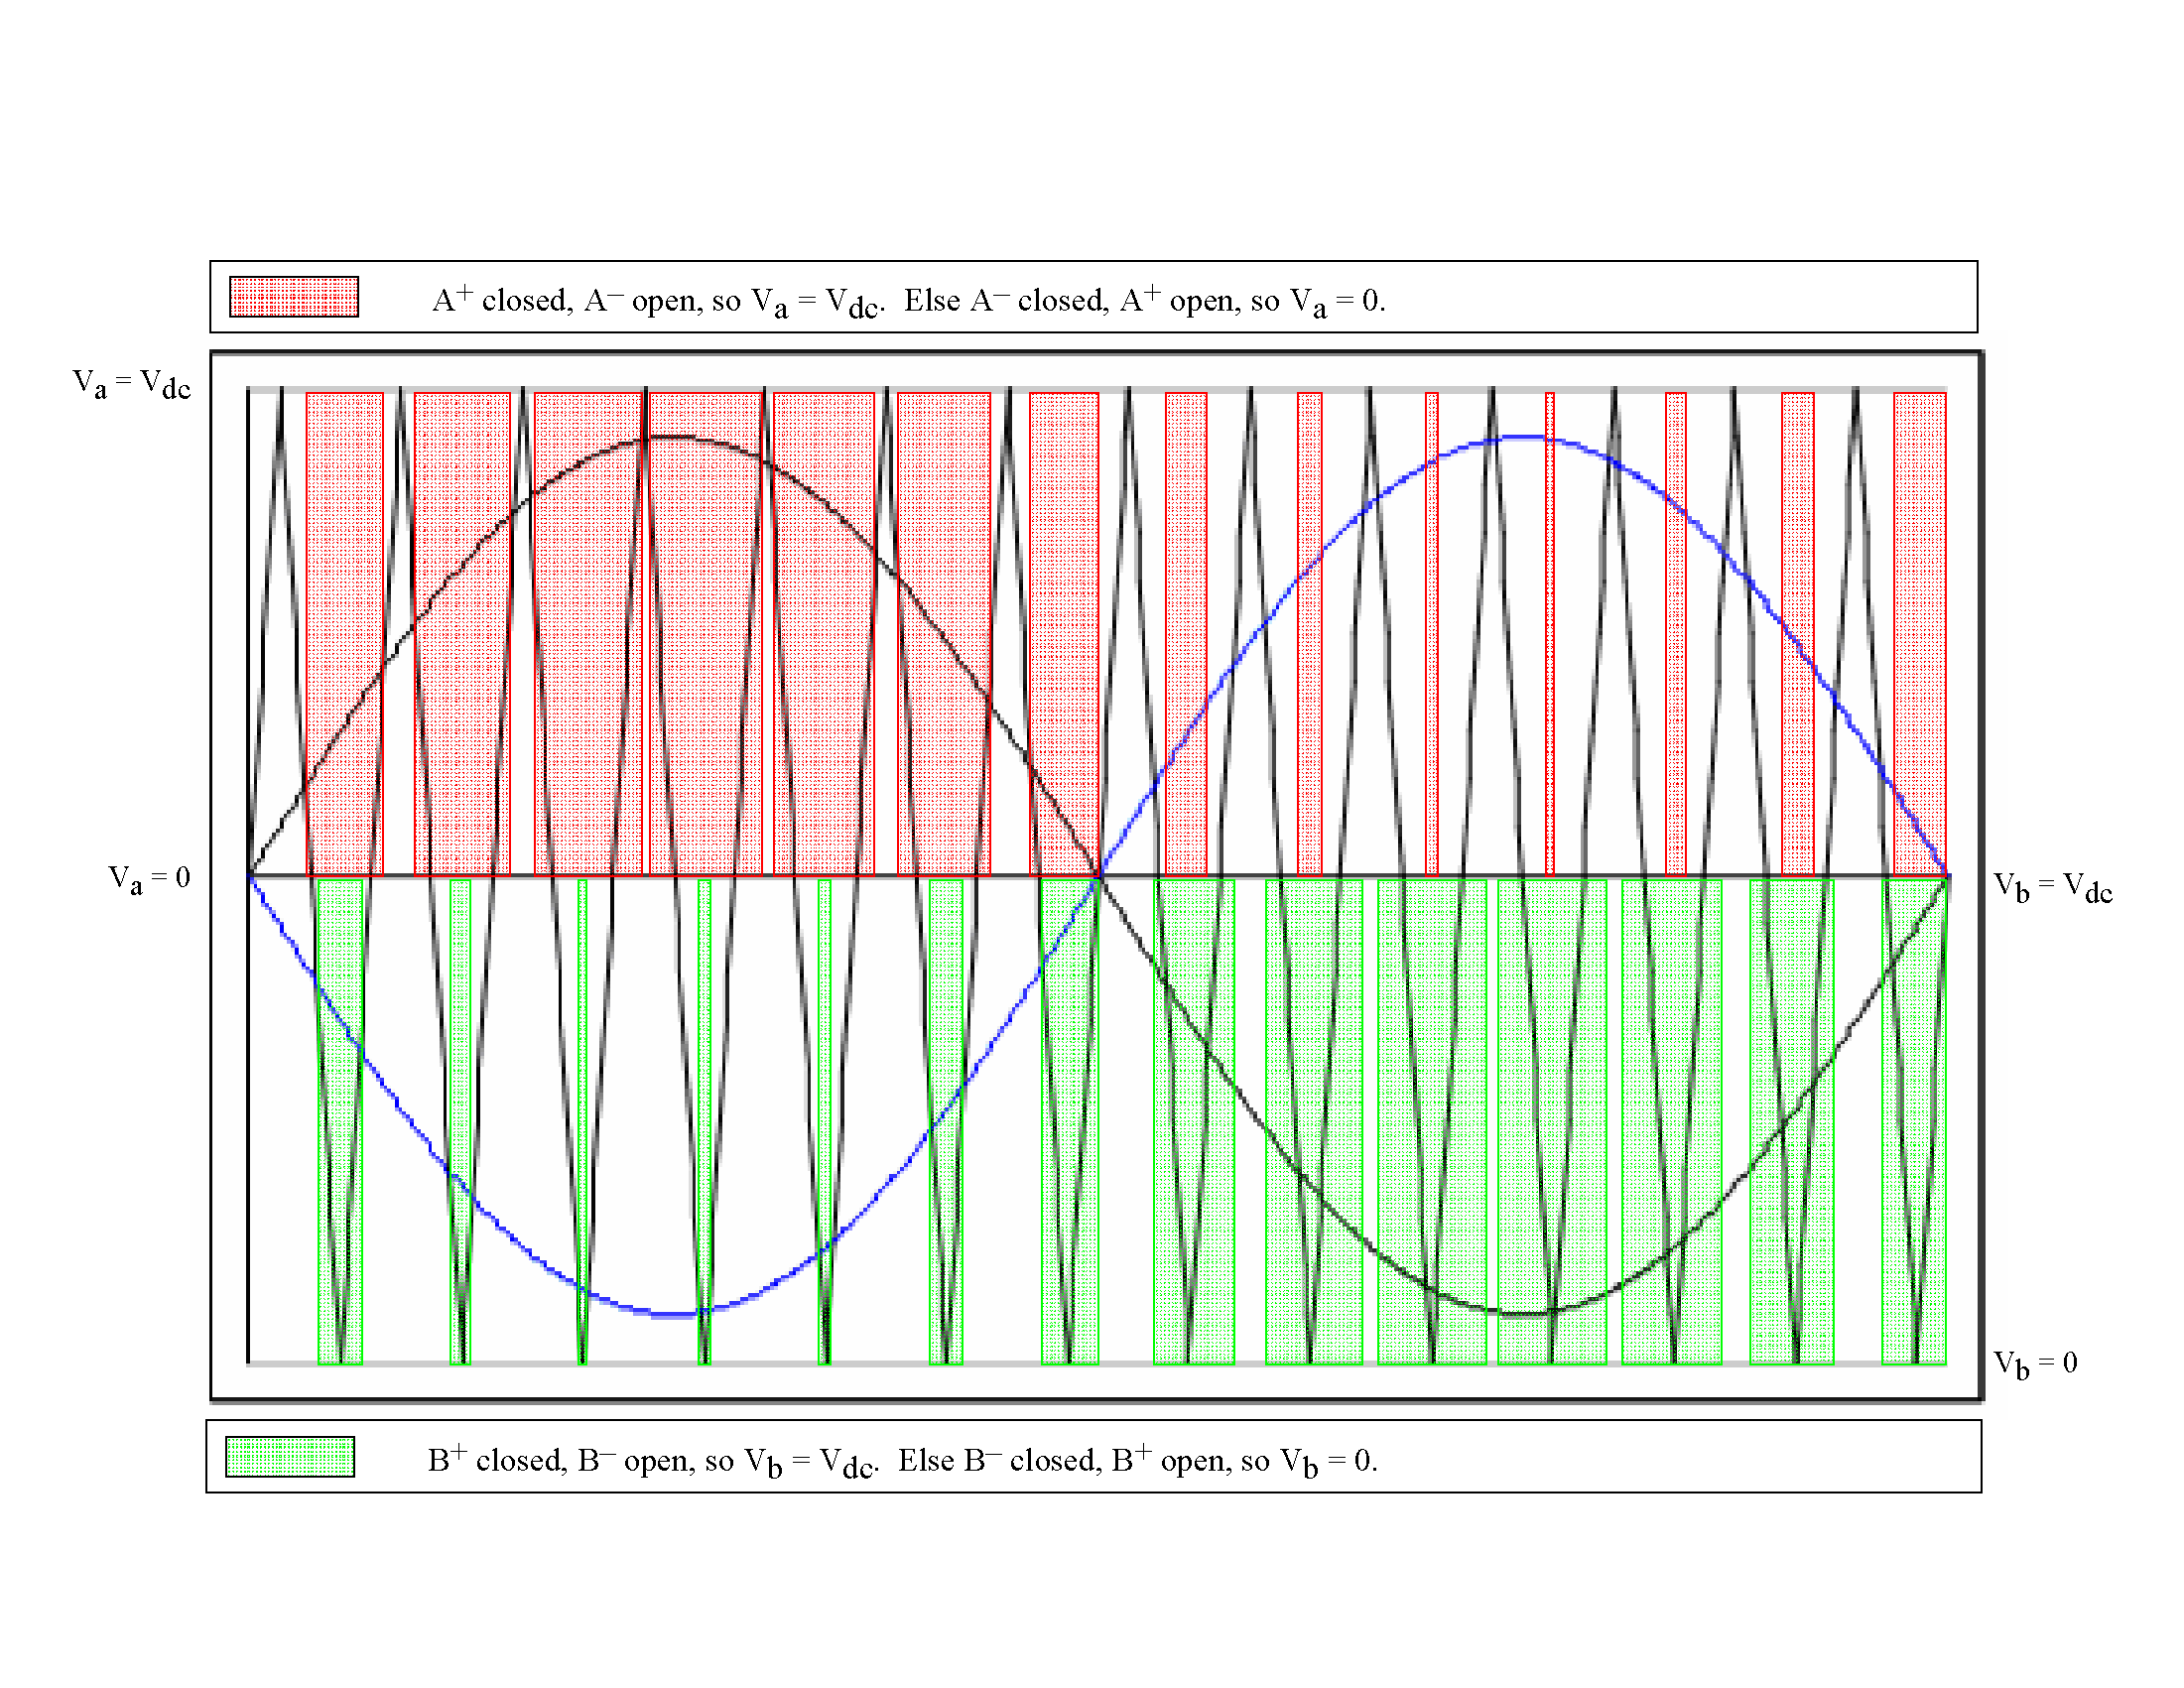 A+ closed, A– open, so Va = Vdc.  Else A– closed, A+ open, so Va = 0.
Va = Vdc
Va = 0
Vb = Vdc
Vb = 0
B+ closed, B– open, so Vb = Vdc.  Else B– closed, B+ open, so Vb = 0.